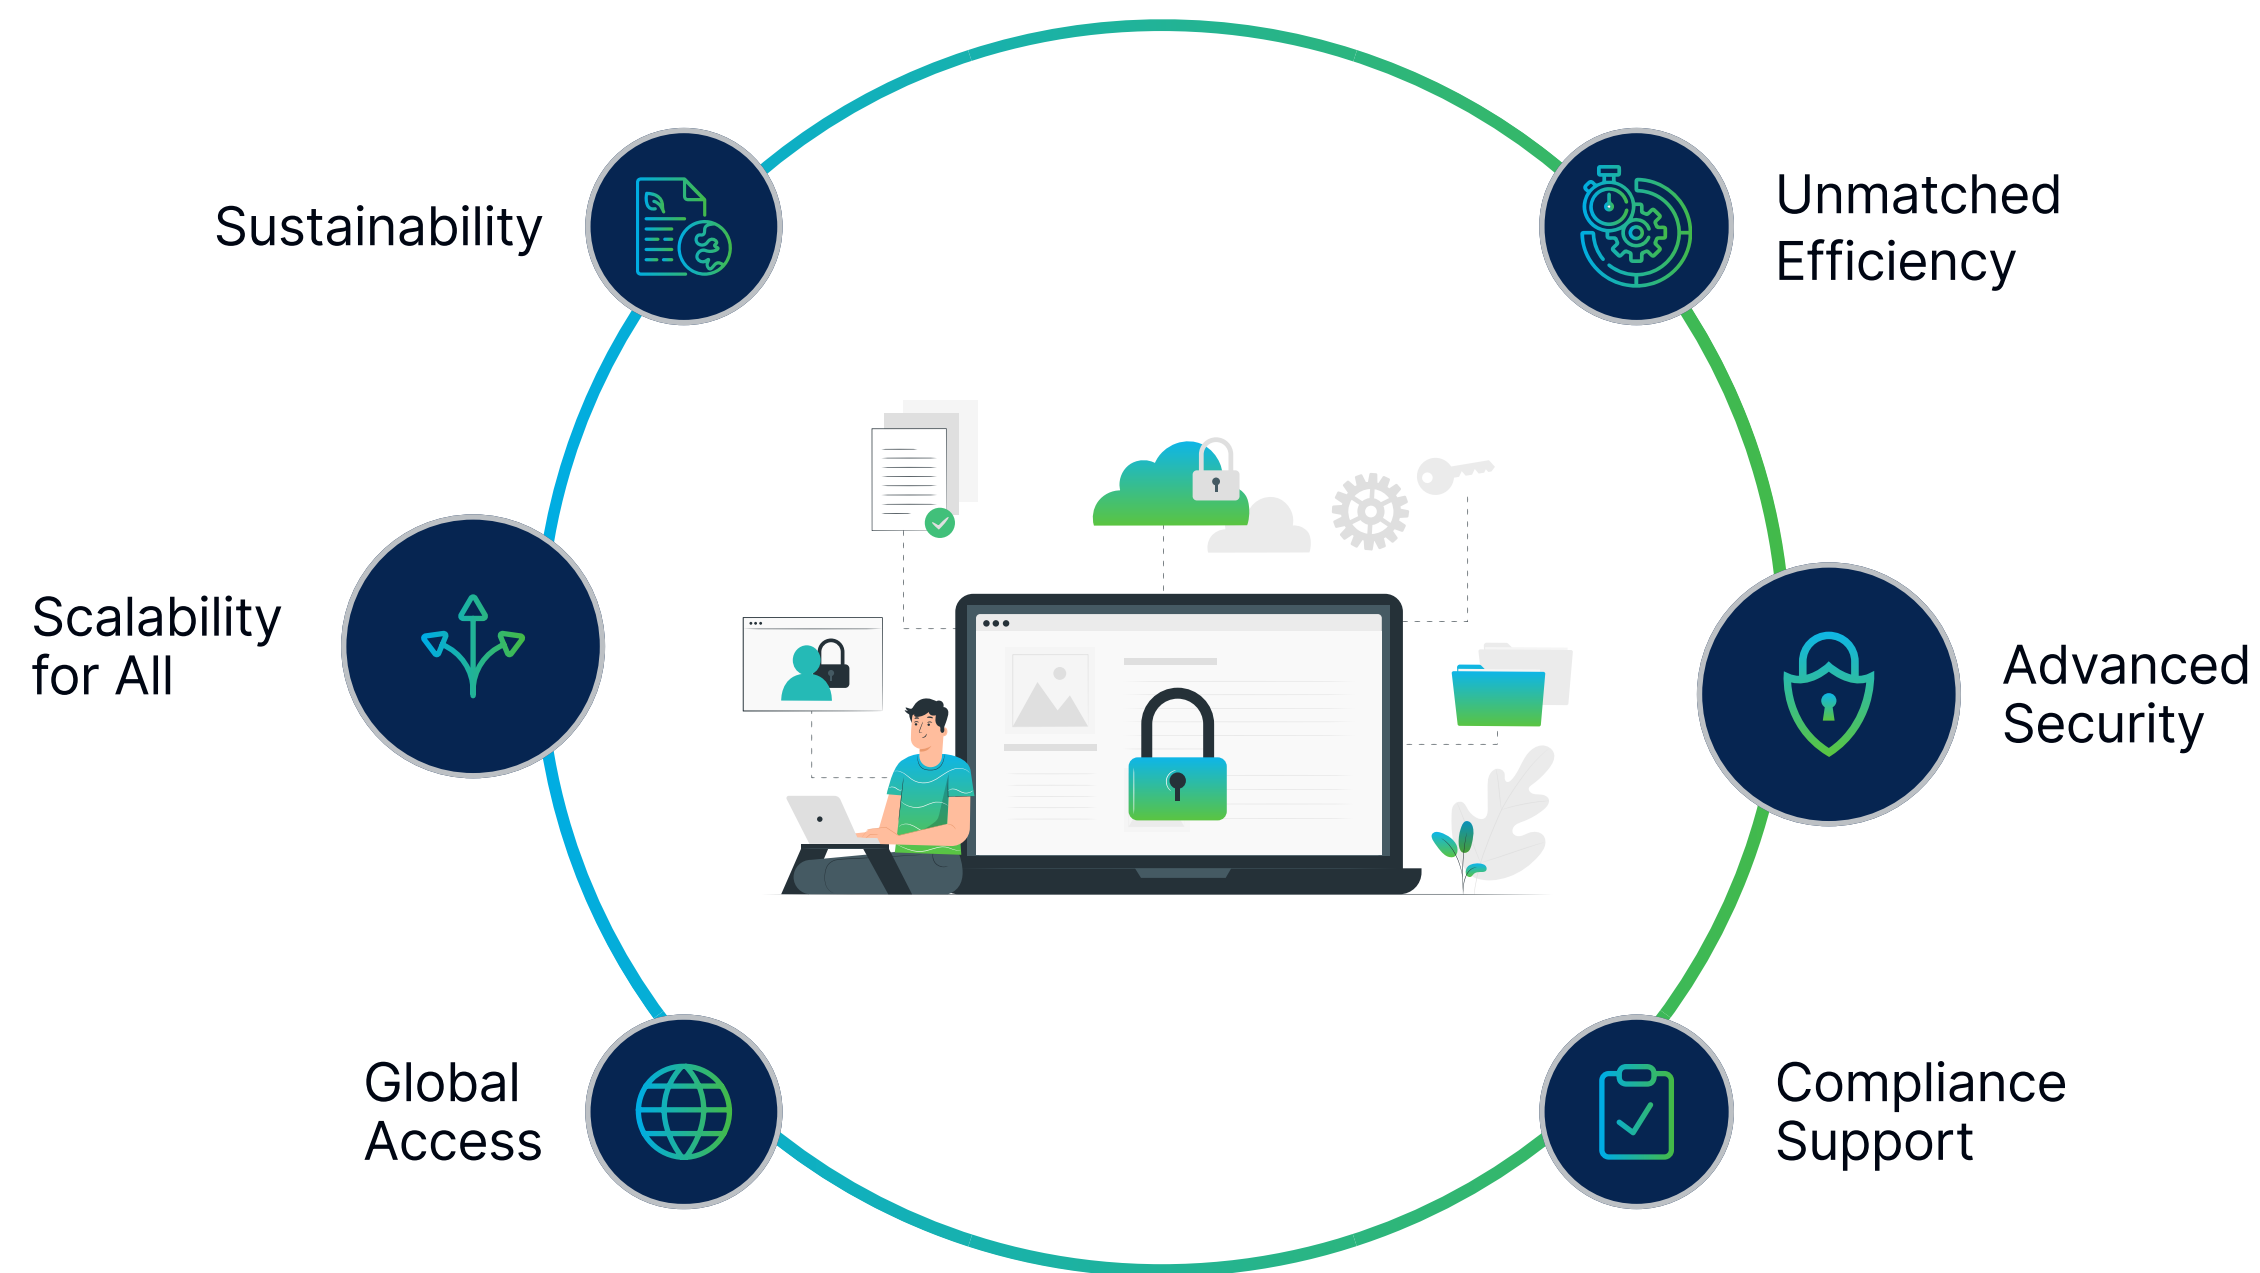 Sustainability
Unmatched
Efficiency
Scalability
for All
Advanced
Security
Global
Access
Compliance
Support